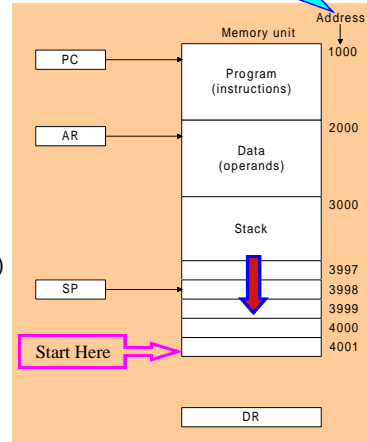 Address
Memory unit
1000
PC
Program
(instructions)
2000
AR
Data
(operands)
3000
Stack
)
3997
SP
3998
3999
4000
Start Here
4001
DR